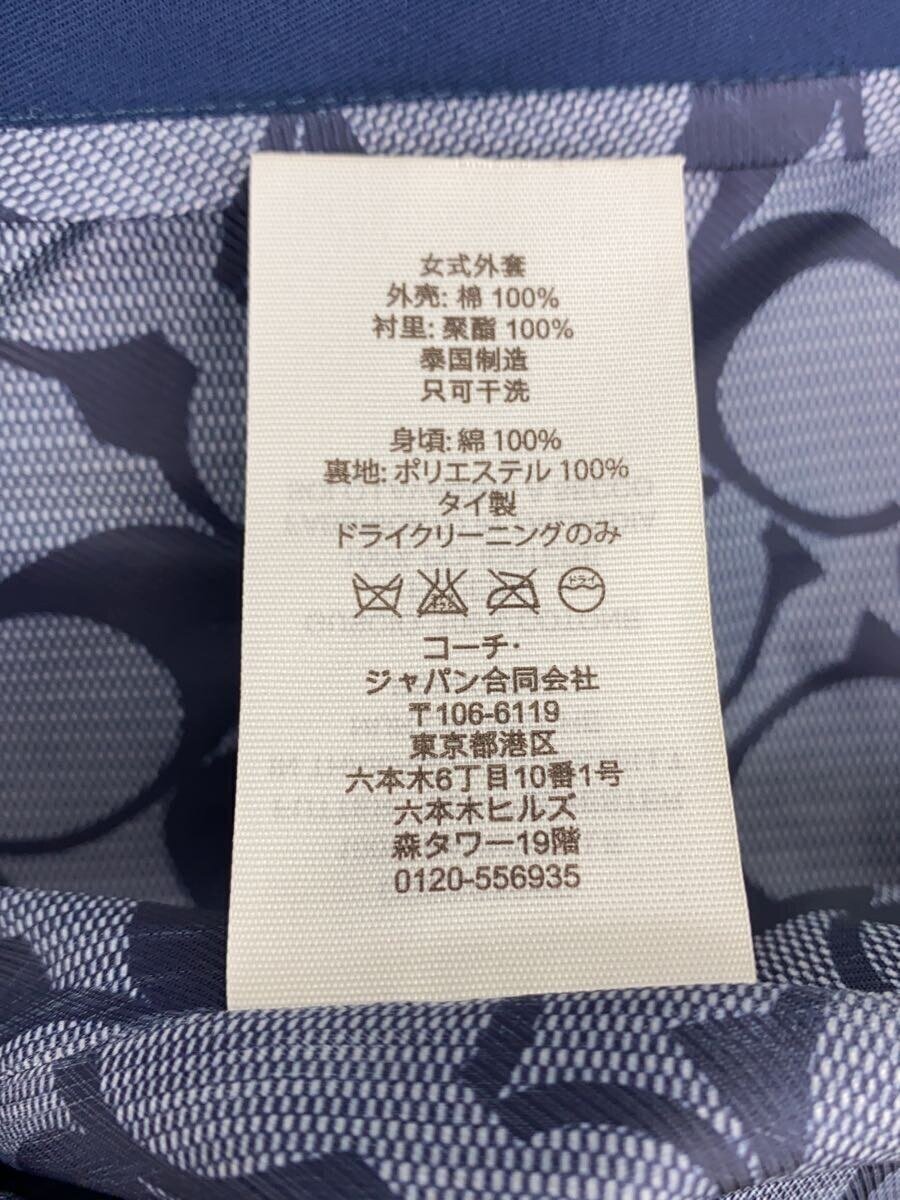 女式外套
外壳: 棉 100%
衬里: 聚酯 100%
泰国制造
只可干洗
身頃: 綿 100%
裏地: ポリエステル 100%
タイ製
ドライクリーニングのみ
ドライ
コーチ・
ジャパン合同会社
〒106-6119
東京都港区
六本木6丁目10番1号
六本木ヒルズ
森タワー19階
0120-556935